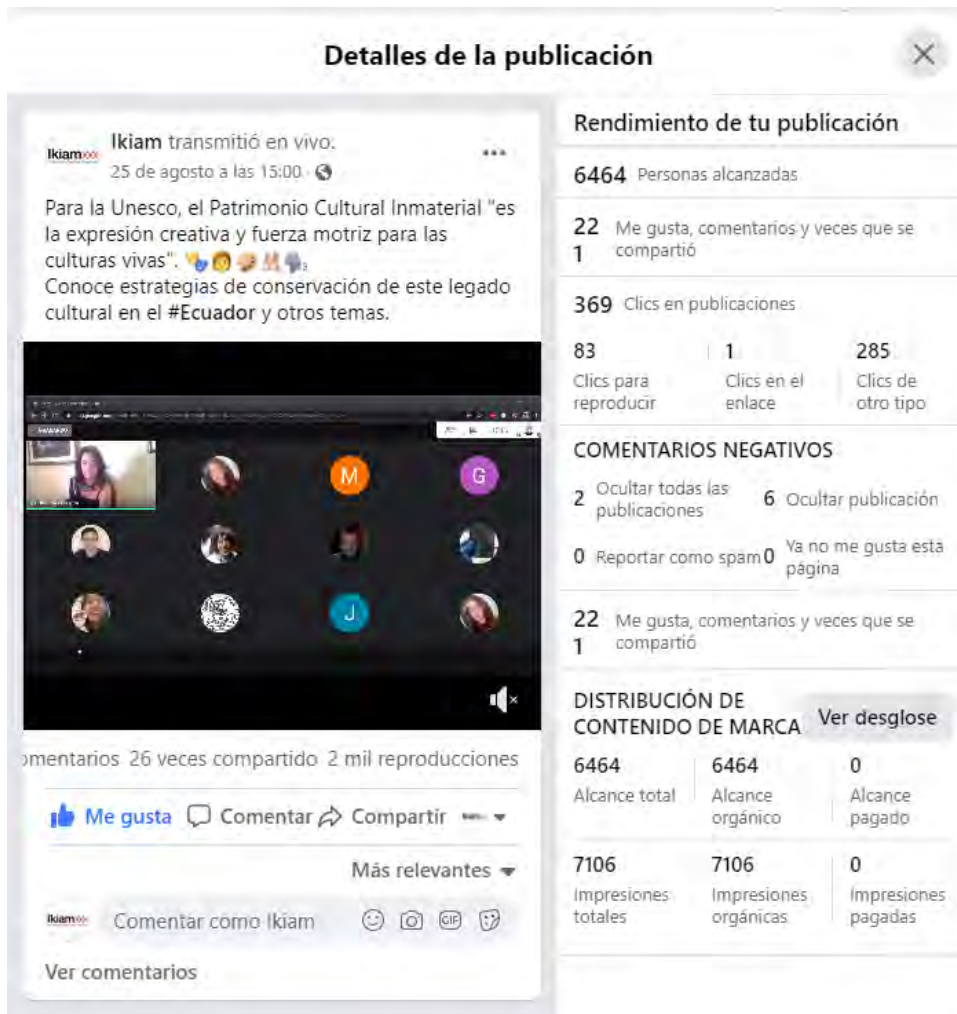 Detalles de la publicación
Ikiam
Ikiam transmitió en vivo.
25 de agosto a las 15:00 ·
Para la Unesco, el Patrimonio Cultural Inmaterial "es
la expresión creativa y fuerza motriz para las
culturas vivas".
Conoce estrategias de conservación de este legado
cultural en el #Ecuador y otros temas.
M
G
J
omentarios 26 veces compartido 2 mil reproducciones
Me gusta Comentar Compartir
Más relevantes
Ikiam
Comentar como Ikiam
GIF
Ver comentarios
Rendimiento de tu publicación
6464 Personas alcanzadas
22 Me gusta, comentarios y veces que se
1 compartió
369 Clics en publicaciones
83 1 285
Clics para Clics en el Clics de
reproducir enlace otro tipo
COMENTARIOS NEGATIVOS
2 Ocultar todas las publicaciones 6 Ocultar publicación
0 Reportar como spam 0 Ya no me gusta esta página
22 Me gusta, comentarios y veces que se
1 compartió
DISTRIBUCIÓN DE
CONTENIDO DE MARCA Ver desglose
6464 6464 0
Alcance total Alcance Alcance
orgánico pagado
7106 7106 0
Impresiones Impresiones Impresiones
totales orgánicas pagadas